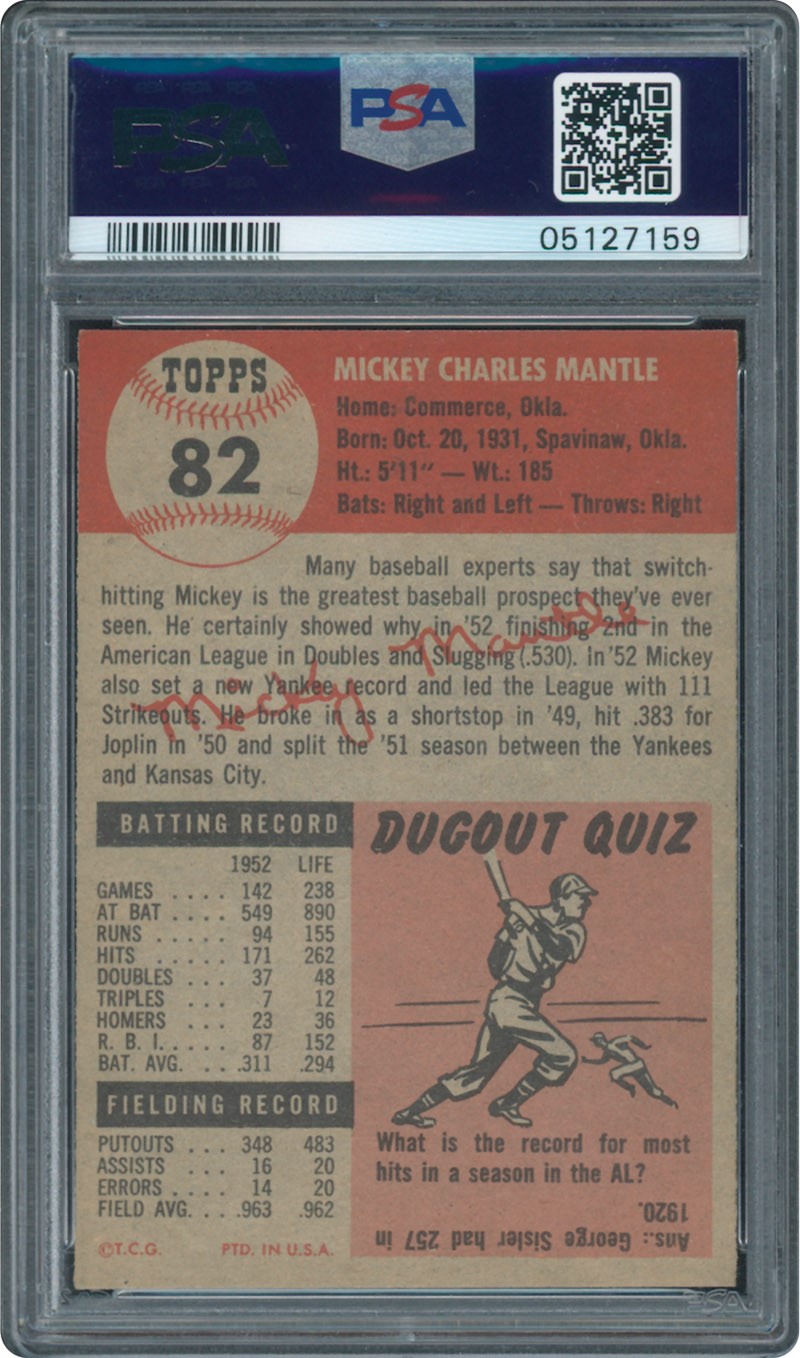 PSA
PSA
05127159
TOPPS
82
MICKEY CHARLES MANTLE
Home: Commerce, Okla.
Born: Oct. 20, 1931, Spavinaw, Okla.
Ht.: 5'11" — Wt.: 185
Bats: Right and Left — Throws: Right
Many baseball experts say that switch-
hitting Mickey is the greatest baseball prospect they've ever
seen. He certainly showed why in '52 finishing 2nd in the
American League in Doubles and Slugging (.530). In '52 Mickey
also set a new Yankee record and led the League with 111
Strikeouts. He broke in as a shortstop in '49, hit .383 for
Joplin in '50 and split the '51 season between the Yankees
and Kansas City.
Mickey Mantle
BATTING RECORD
1952 LIFE
GAMES .... 142 238
AT BAT .... 549 890
RUNS ..... 94 155
HITS ..... 171 262
DOUBLES ... 37 48
TRIPLES ... 7 12
HOMERS ... 23 36
R. B. I. .... 87 152
BAT. AVG. ... .311 .294
FIELDING RECORD
PUTOUTS ... 348 483
ASSISTS ... 16 20
ERRORS .... 14 20
FIELD AVG. ... .963 .962
©T.C.G. PTD. IN U.S.A.
DUGOUT QUIZ
What is the record for most
hits in a season in the AL?
Ans.: George Sisler had 257 in
1920.
PSA